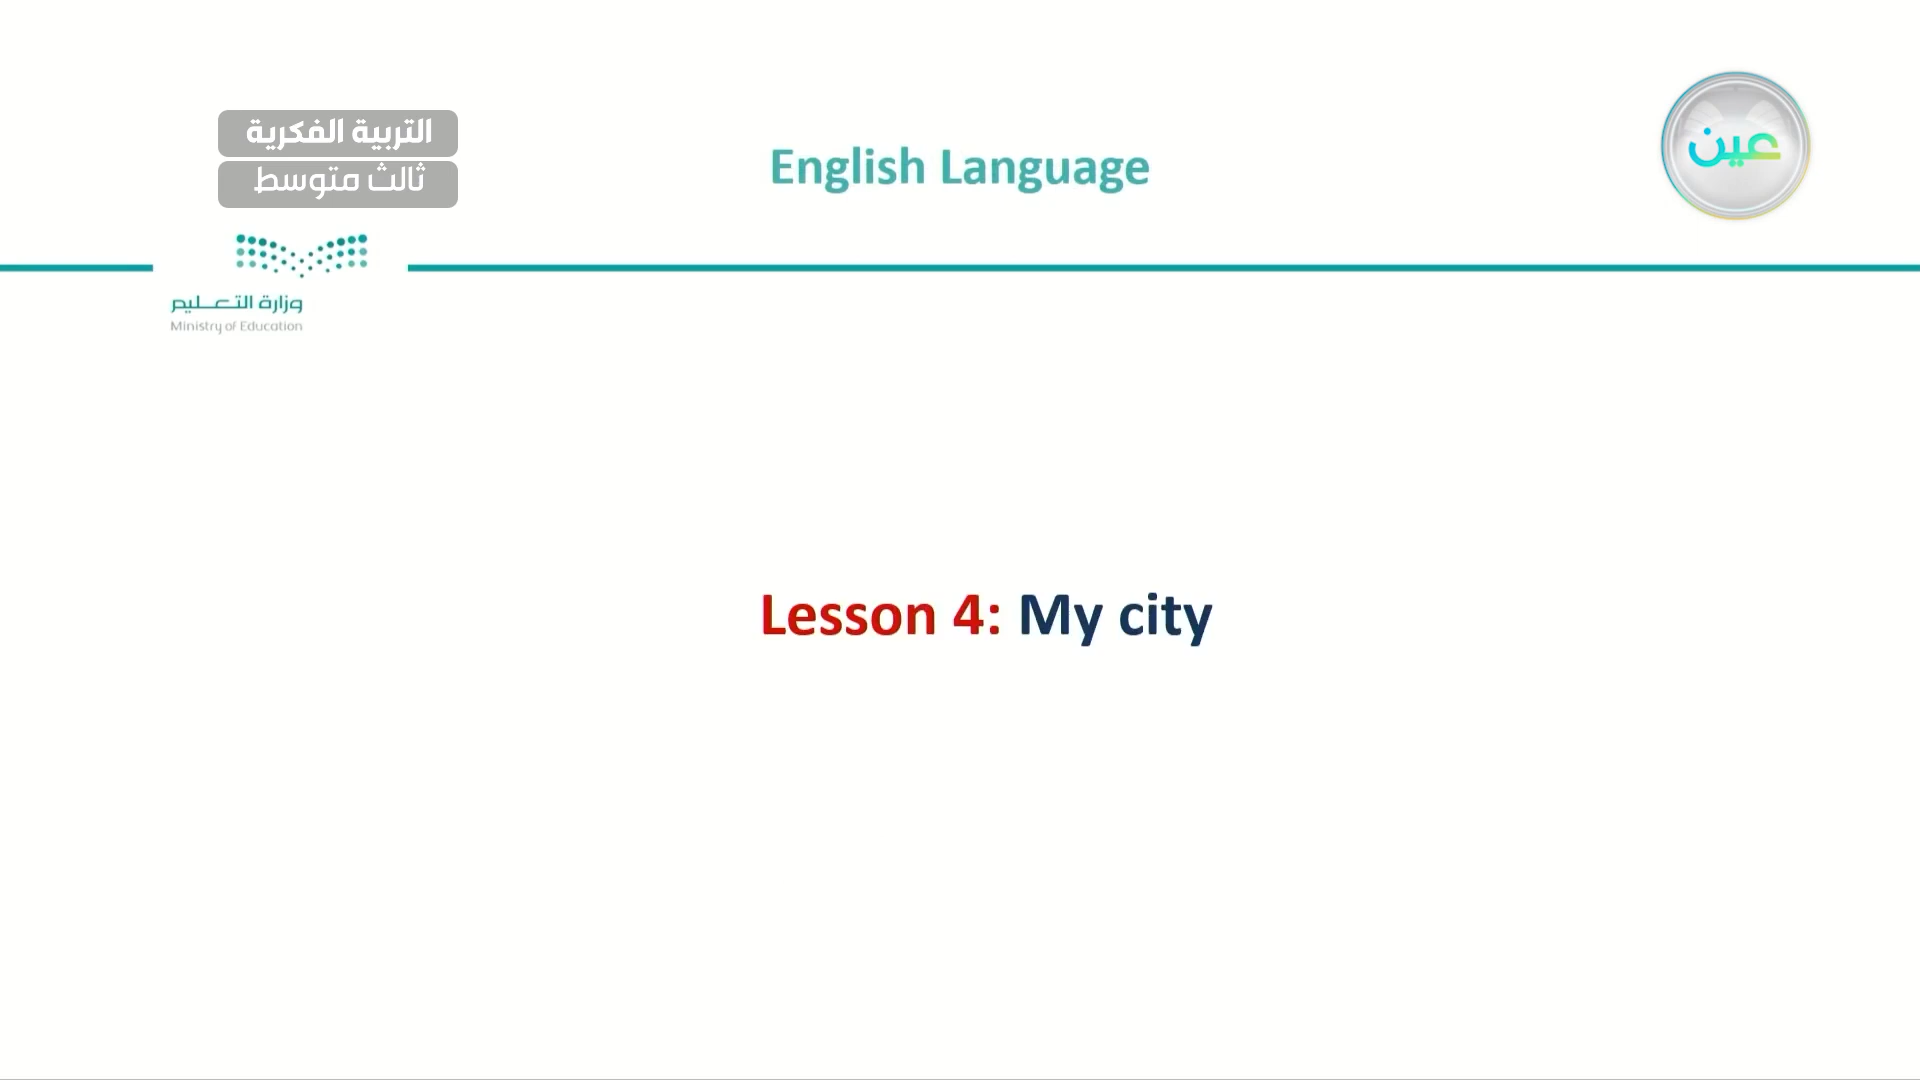 التربية الفكرية
ثالث متوسط
English Language
عين
وزارة التعليم
Ministry of Education
Lesson 4: My city